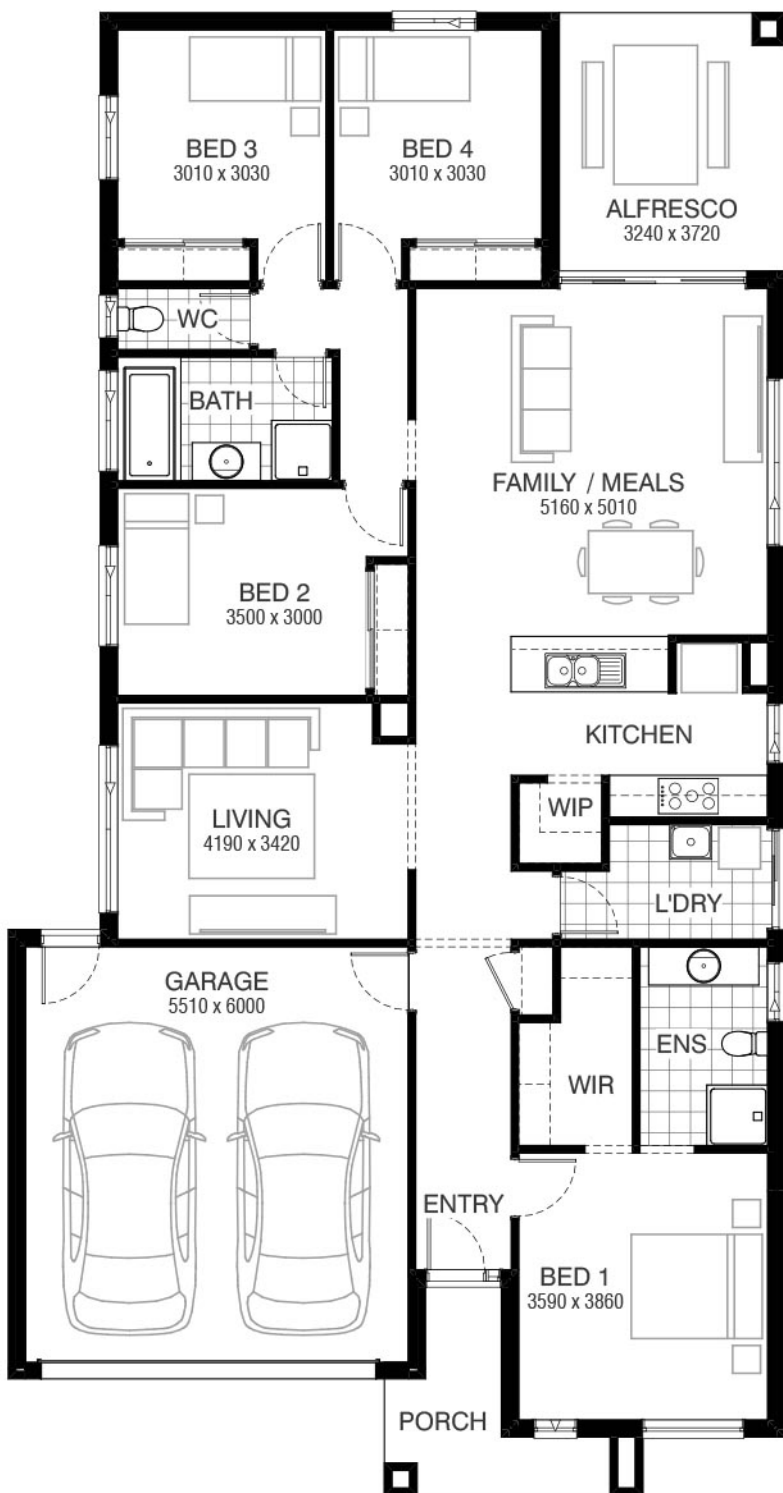 BED 3
3010 x 3030
BED 4
3010 x 3030
ALFRESCO
3240 x 3720
WC
BATH
FAMILY / MEALS
5160 x 5010
BED 2
3500 x 3000
KITCHEN
LIVING
4190 x 3420
WIP
L'DRY
GARAGE
5510 x 6000
ENS
WIR
ENTRY
BED 1
3590 x 3860
PORCH